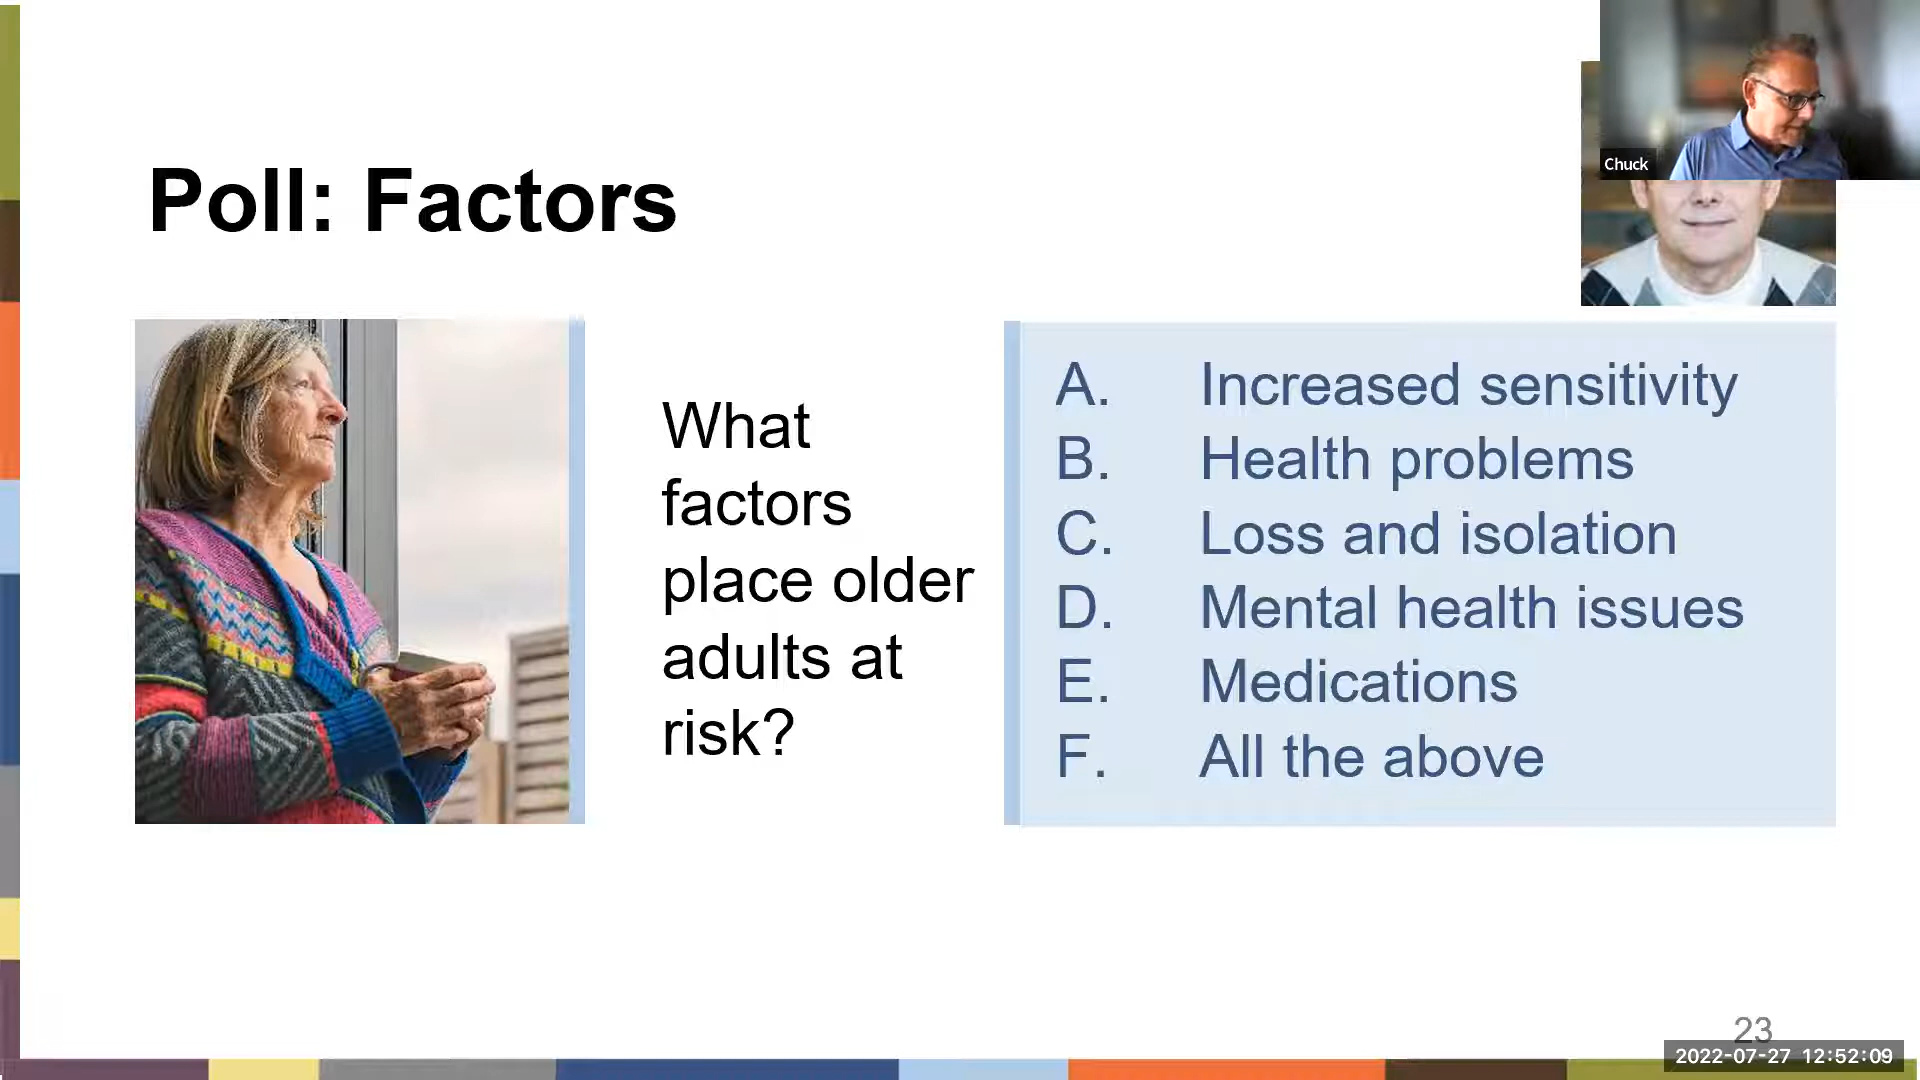 Chuck
Poll: Factors
What
factors
place older
adults at
risk?
A. Increased sensitivity
B. Health problems
C. Loss and isolation
D. Mental health issues
E. Medications
F. All the above
23
2022-07-27 12:52:09